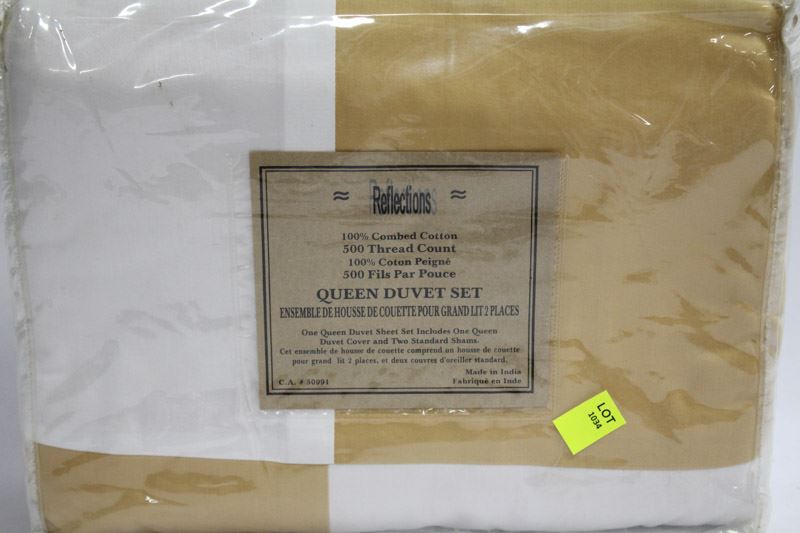 ≈ Reflections ≈
100% Combed Cotton
500 Thread Count
100% Coton Peigné
500 Fils Par Pouce
QUEEN DUVET SET
ENSEMBLE DE HOUSSE DE COUETTE POUR GRAND LIT 2 PLACES
One Queen Duvet Sheet Set Includes One Queen
Duvet Cover and Two Standard Shams.
Cet ensemble de housse de couette comprend un housse de couette
pour grand lit 2 places, et deux couvres d'oreiller standard.
Made in India
C.A. # 50091 Fabriqué en Inde
LOT
1034